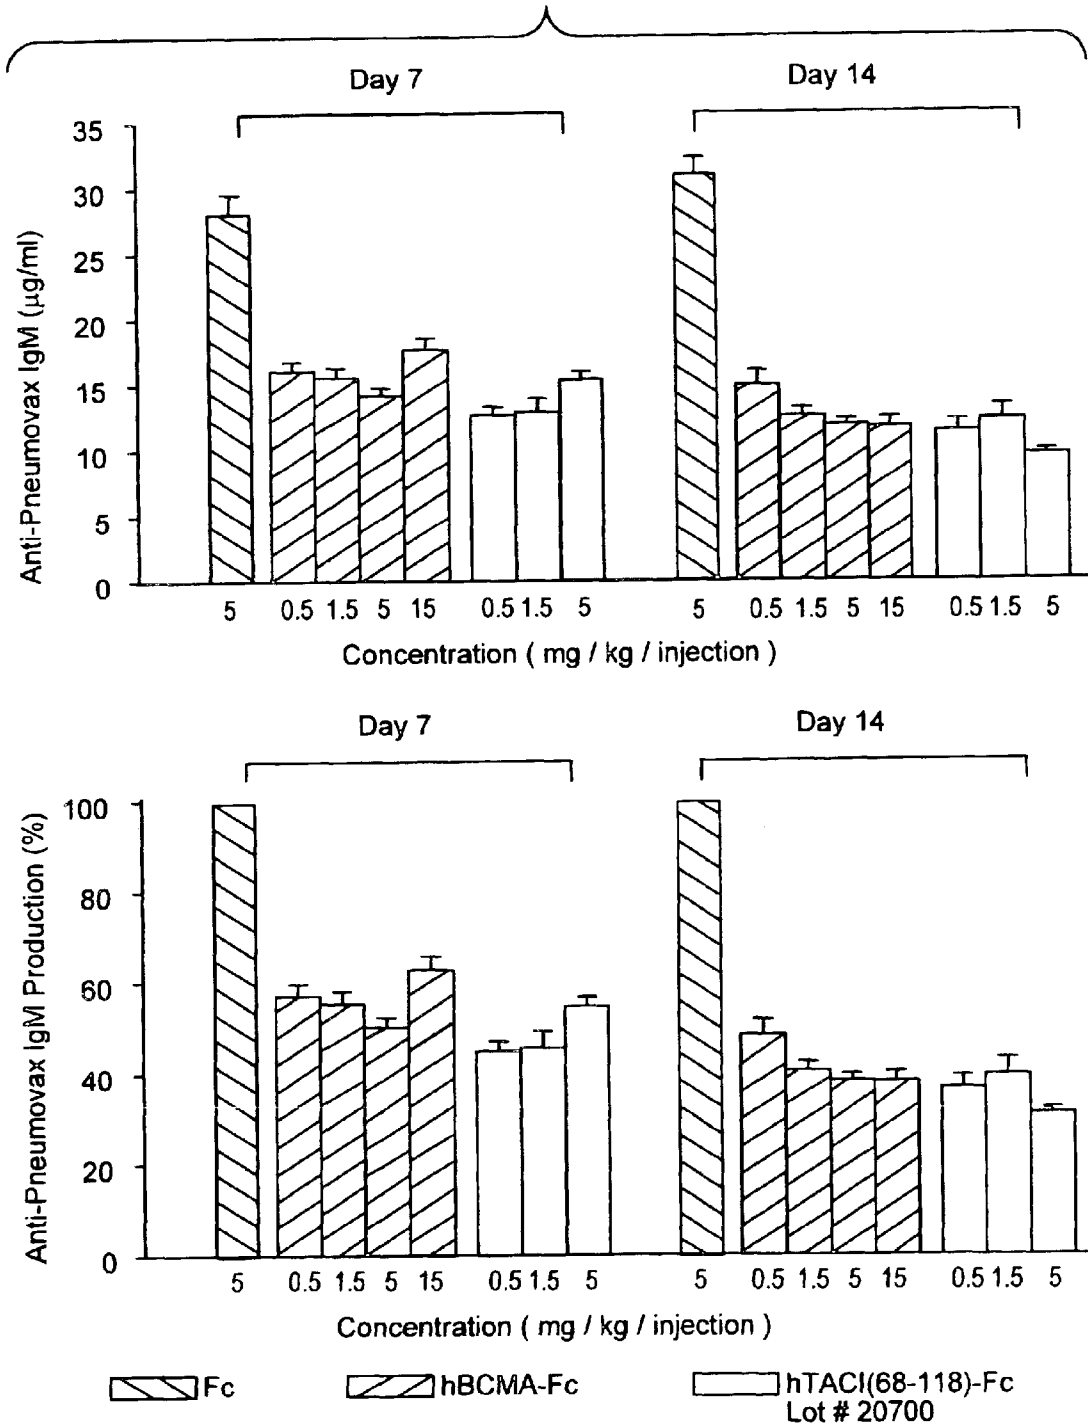 Day 7
Day 14
Anti-Pneumovax IgM (µg/ml)
35
30
25
20
15
10
5
0
5 0.5 1.5 5 15 0.5 1.5 5 5 0.5 1.5 5 15 0.5 1.5 5
Concentration ( mg / kg / injection )
Day 7
Day 14
Anti-Pneumovax IgM Production (%)
100
80
60
40
20
0
5 0.5 1.5 5 15 0.5 1.5 5 5 0.5 1.5 5 15 0.5 1.5 5
Concentration ( mg / kg / injection )
Fc hBCMA-Fc hTACI(68-118)-Fc
Lot # 20700